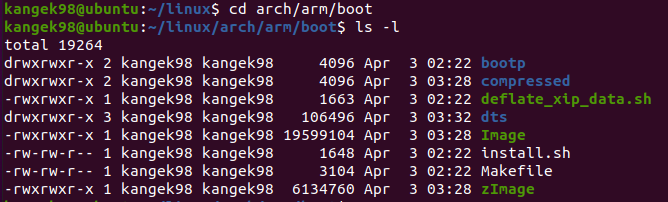 kangek98@ubuntu:~/linux$ cd arch/arm/boot
kangek98@ubuntu:~/linux/arch/arm/boot$ ls -l
total 19264
drwxrwxr-x 2 kangek98 kangek98     4096 Apr  3 02:22 bootp
drwxrwxr-x 2 kangek98 kangek98     4096 Apr  3 03:28 compressed
-rwxrwxr-x 1 kangek98 kangek98     1663 Apr  3 02:22 deflate_xip_data.sh
drwxrwxr-x 3 kangek98 kangek98   106496 Apr  3 03:32 dts
-rwxrwxr-x 1 kangek98 kangek98 19599104 Apr  3 03:28 Image
-rw-rw-r-- 1 kangek98 kangek98     1648 Apr  3 02:22 install.sh
-rw-rw-r-- 1 kangek98 kangek98     3104 Apr  3 02:22 Makefile
-rwxrwxr-x 1 kangek98 kangek98  6134760 Apr  3 03:28 zImage